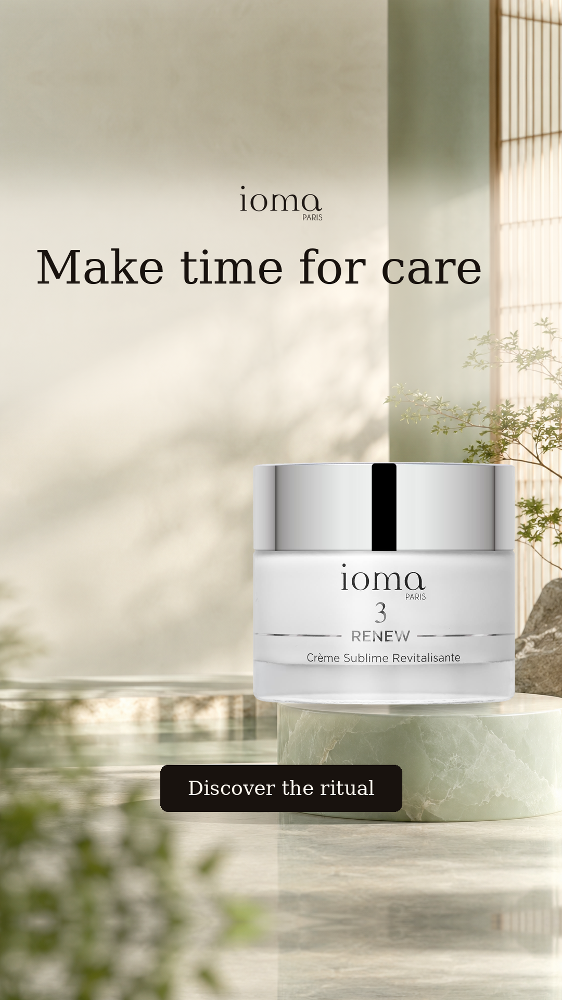 ioma
PARIS
Make time for care
ioma
PARIS
3
RENEW
Crème Sublime Revitalisante
Discover the ritual